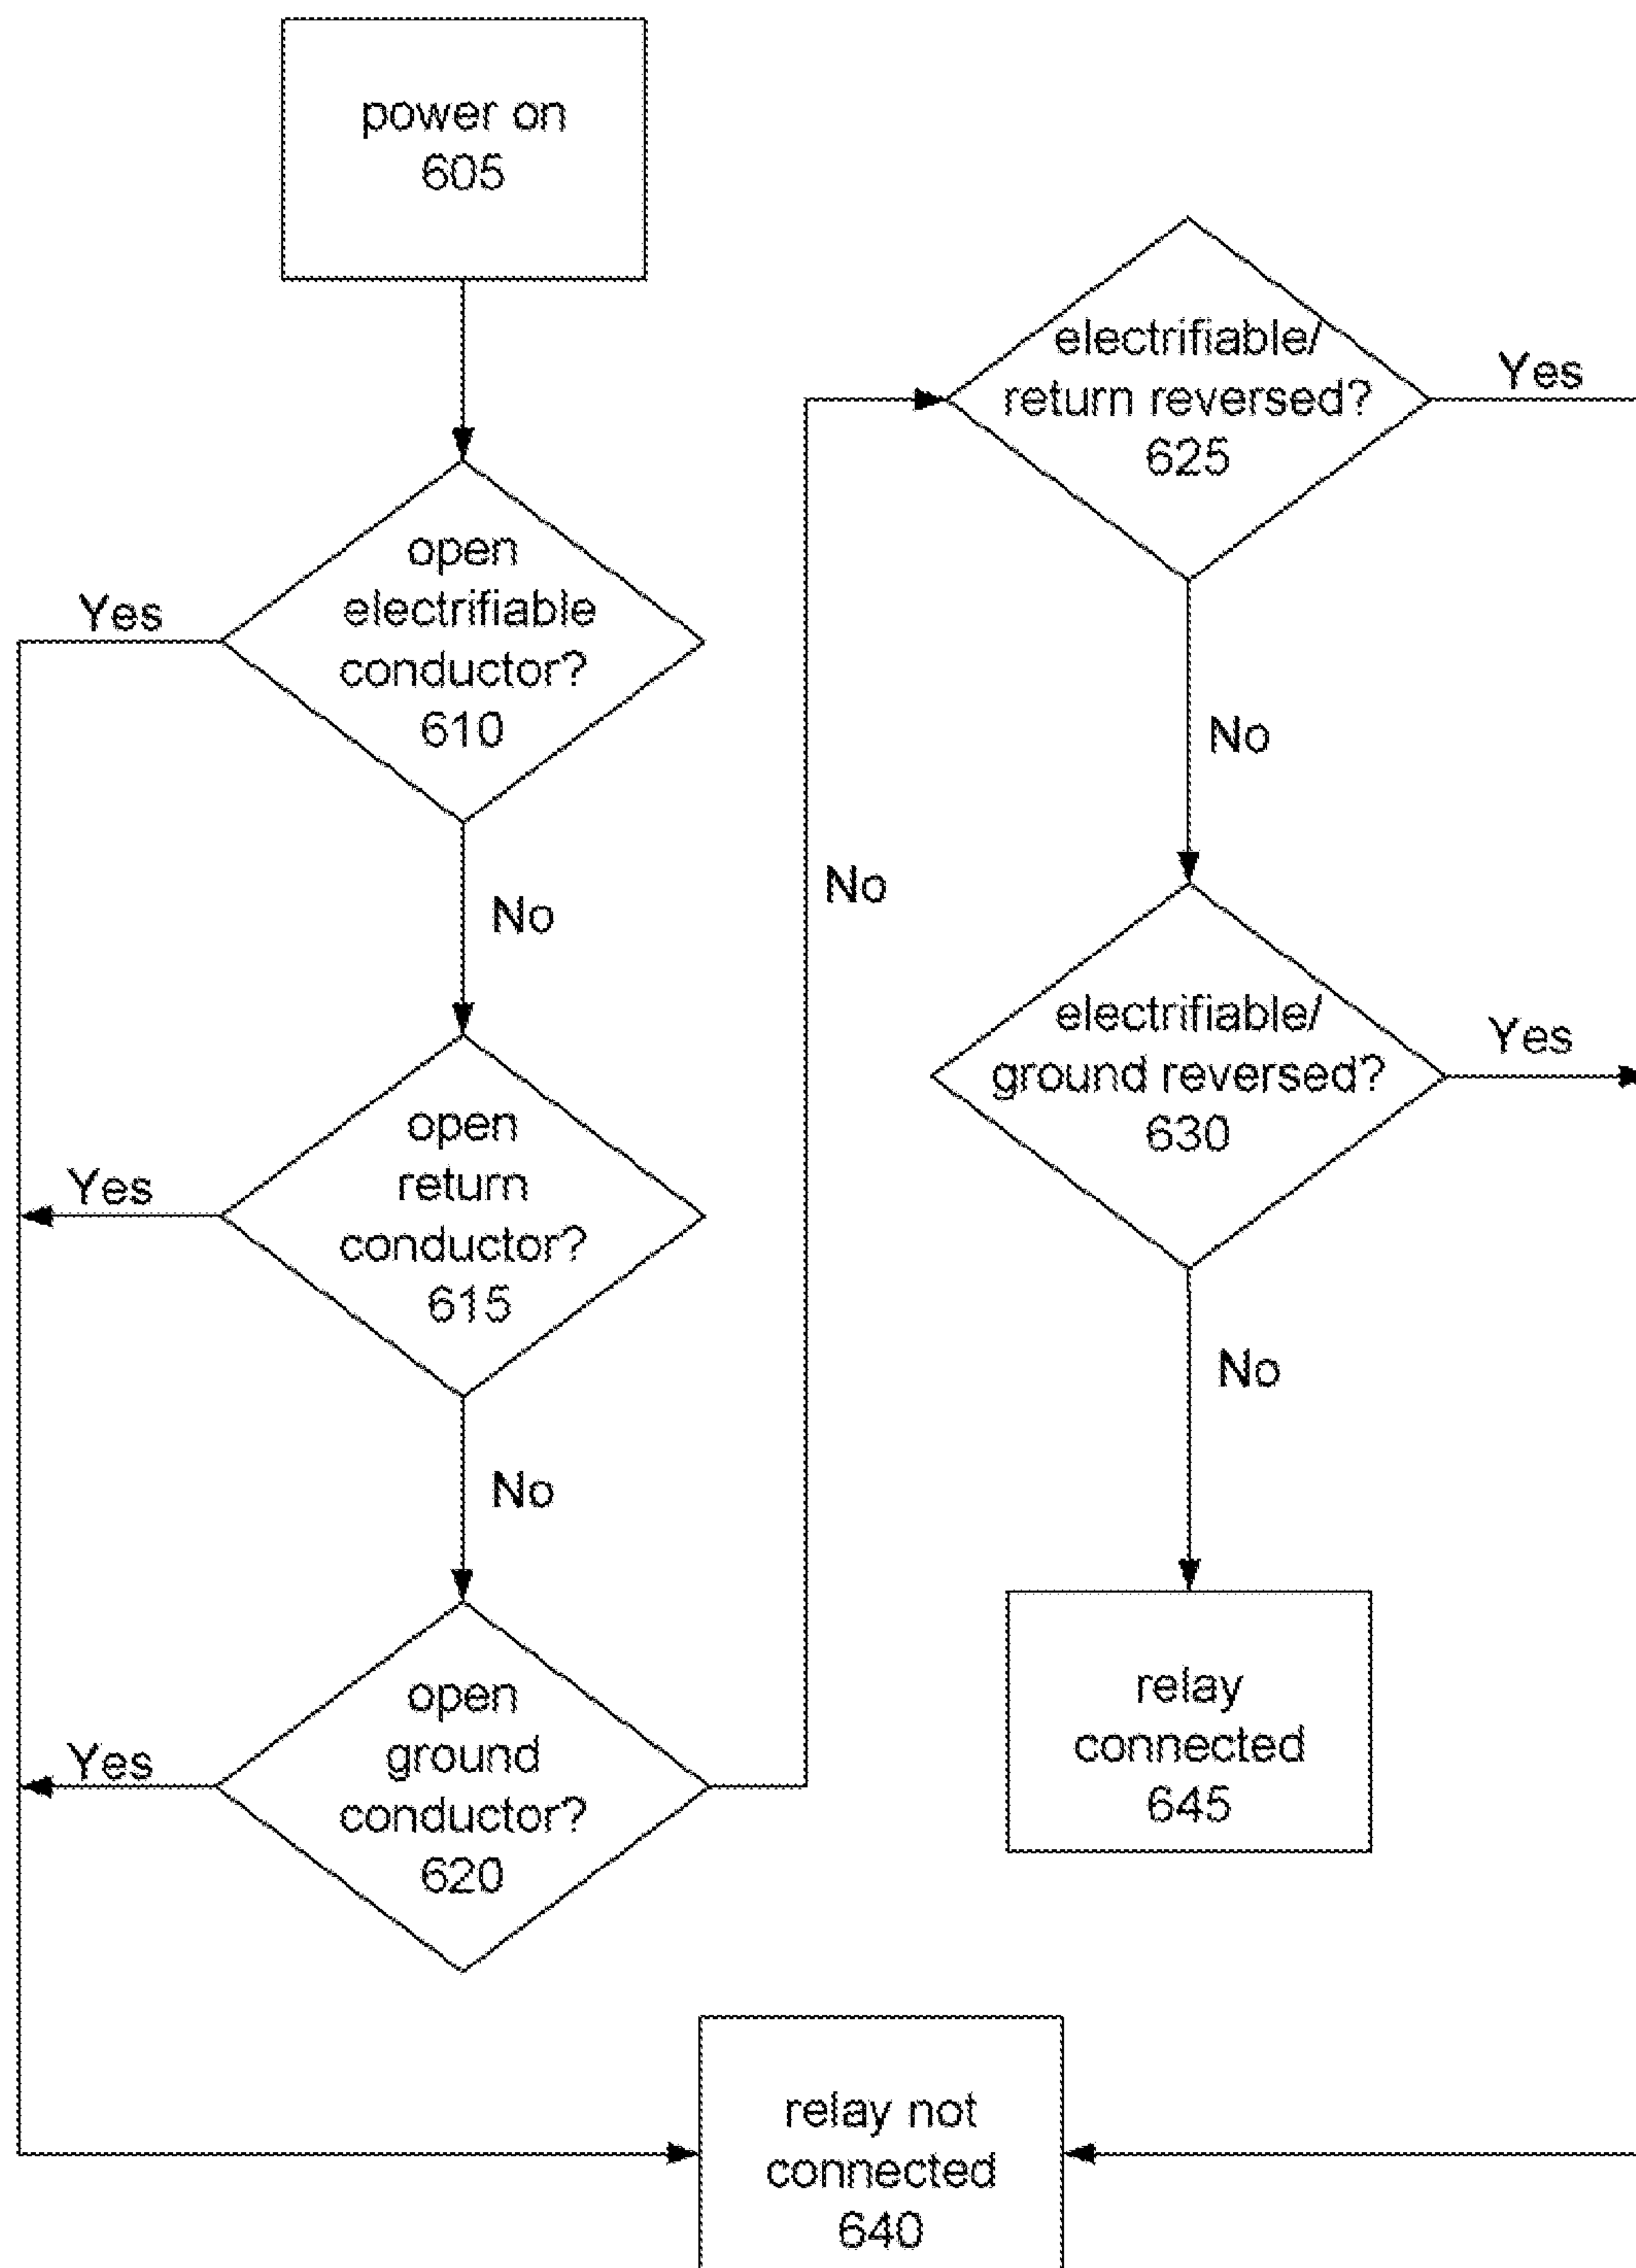 power on
605
open
electrifiable
conductor?
610
Yes
No
open
return
conductor?
615
Yes
No
open
ground
conductor?
620
Yes
No
electrifiable/
return reversed?
625
Yes
No
electrifiable/
ground reversed?
630
Yes
No
relay
connected
645
relay not
connected
640